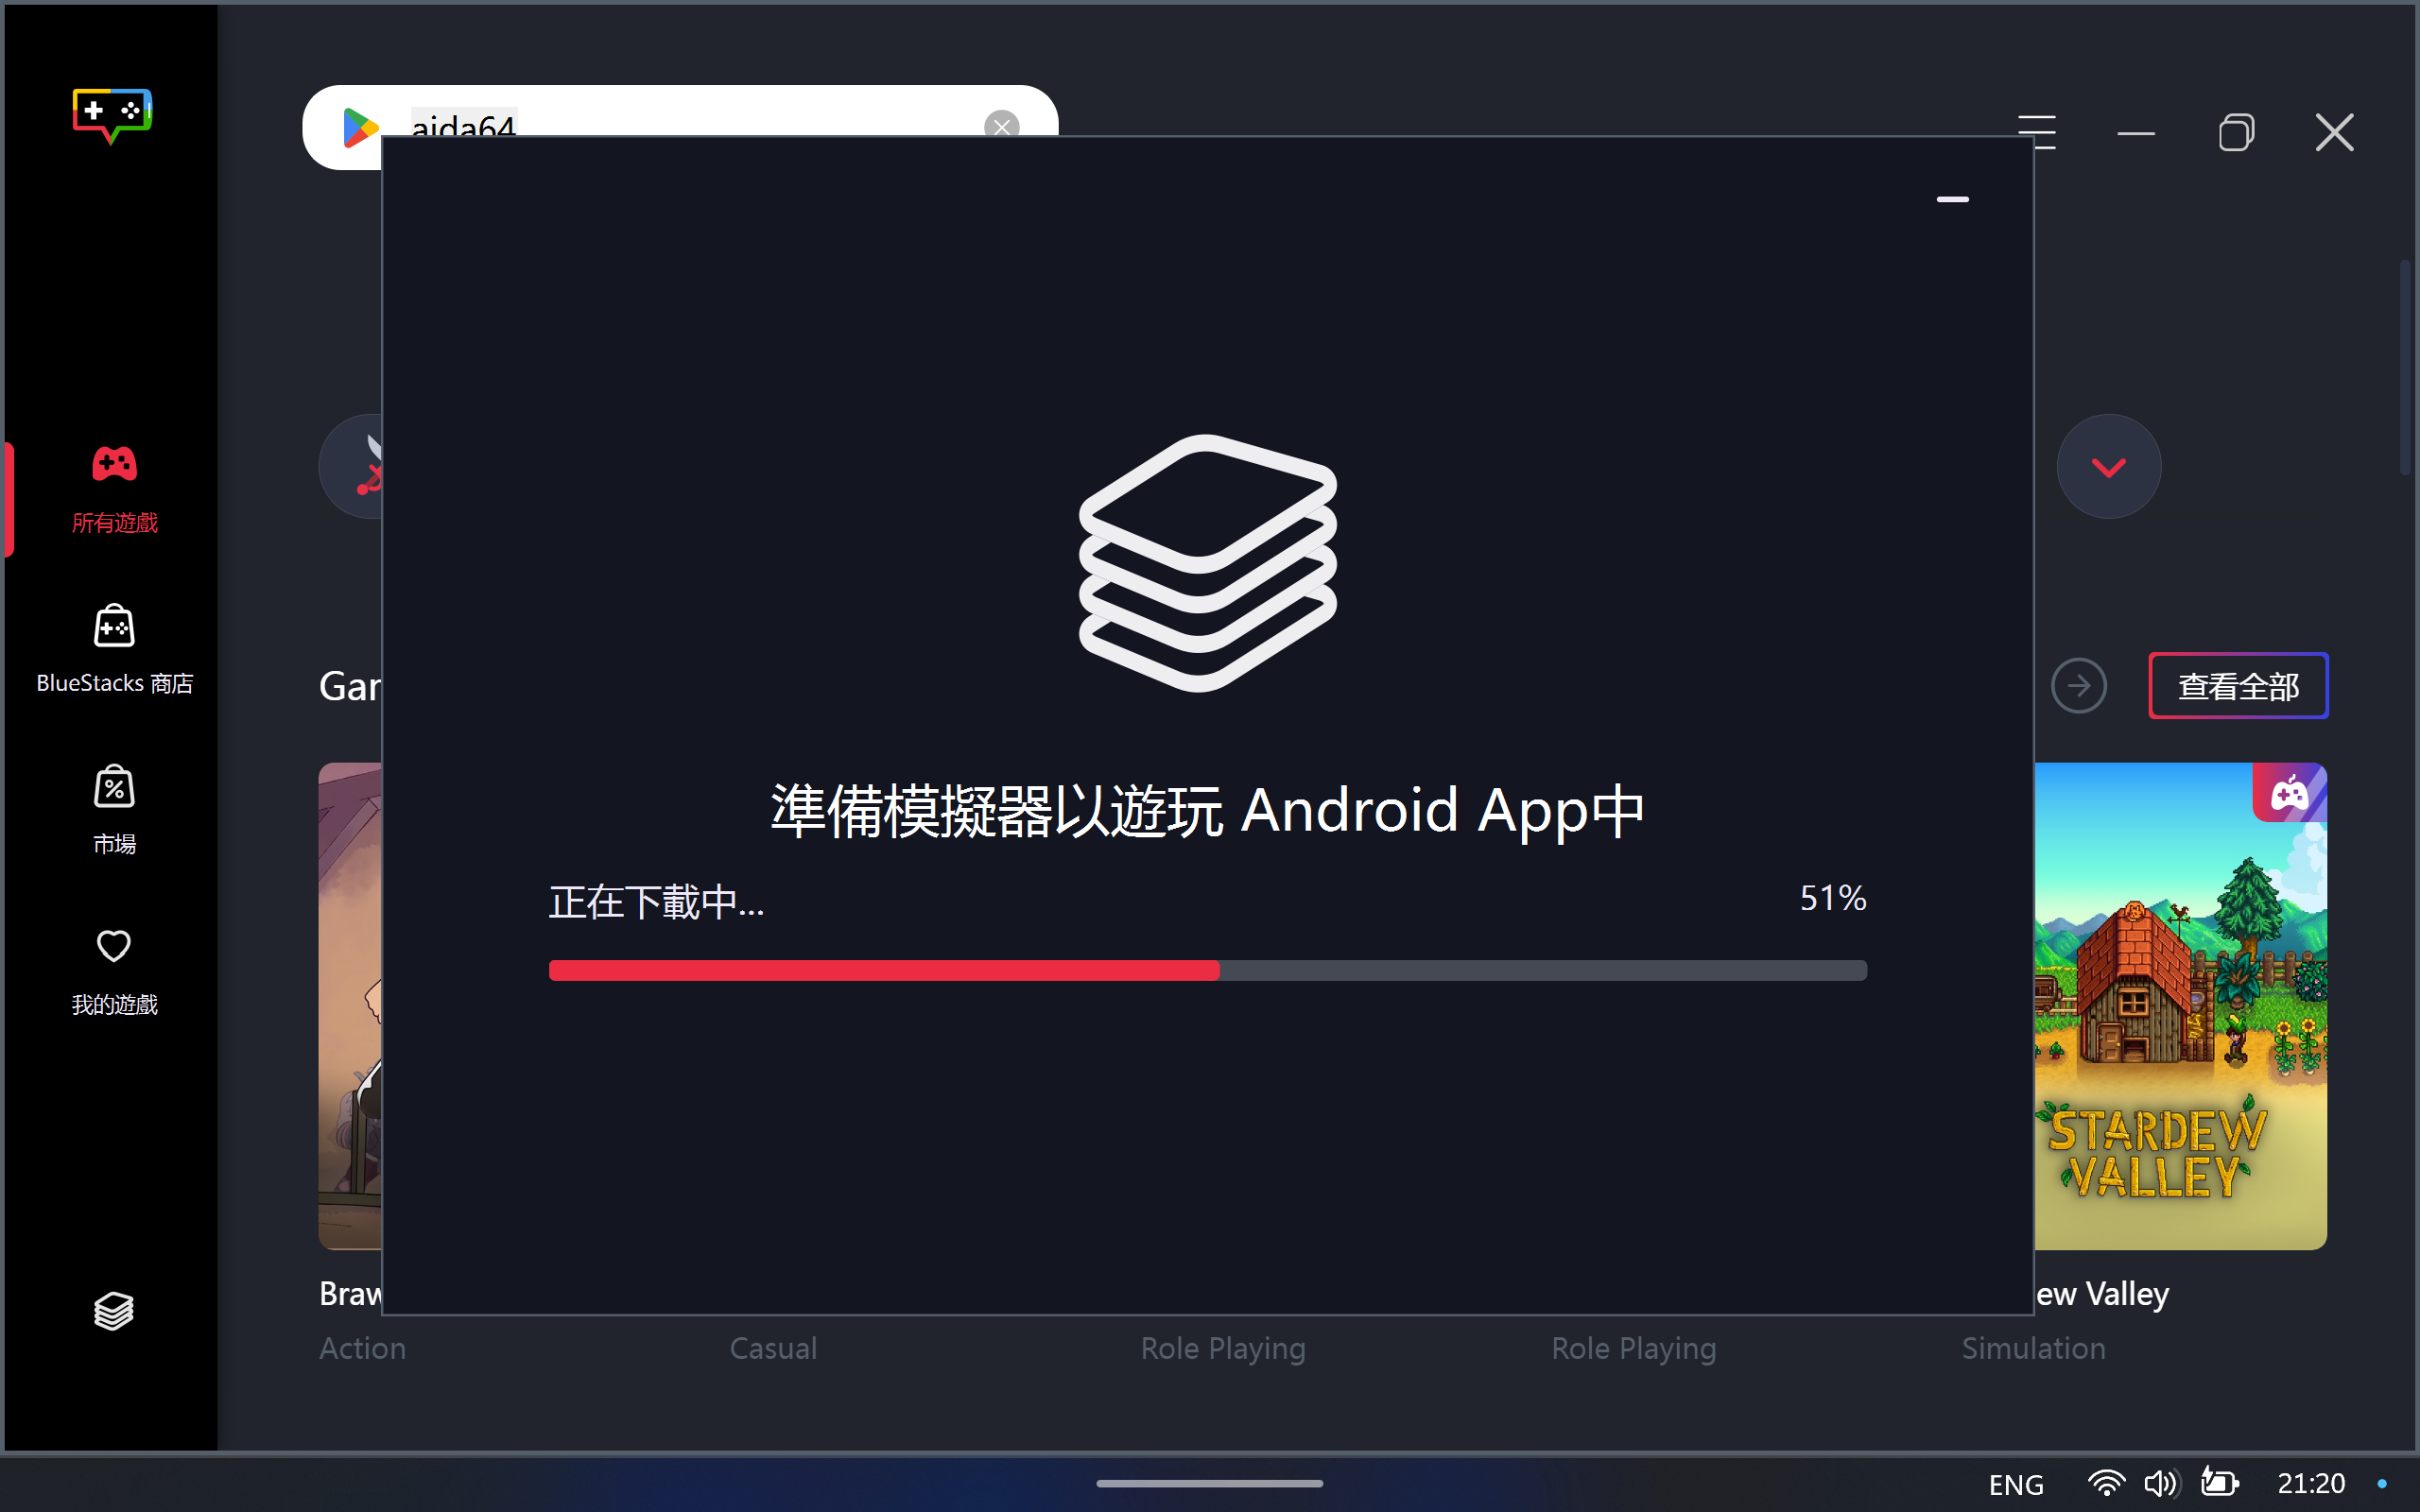 aida64
所有遊戲
BlueStacks 商店
市場
我的遊戲
Gar
查看全部
準備模擬器以遊玩 Android App中
正在下載中...
51%
STARDEW
VALLEY
Braw
ew Valley
Action
Casual
Role Playing
Role Playing
Simulation
ENG
21:20